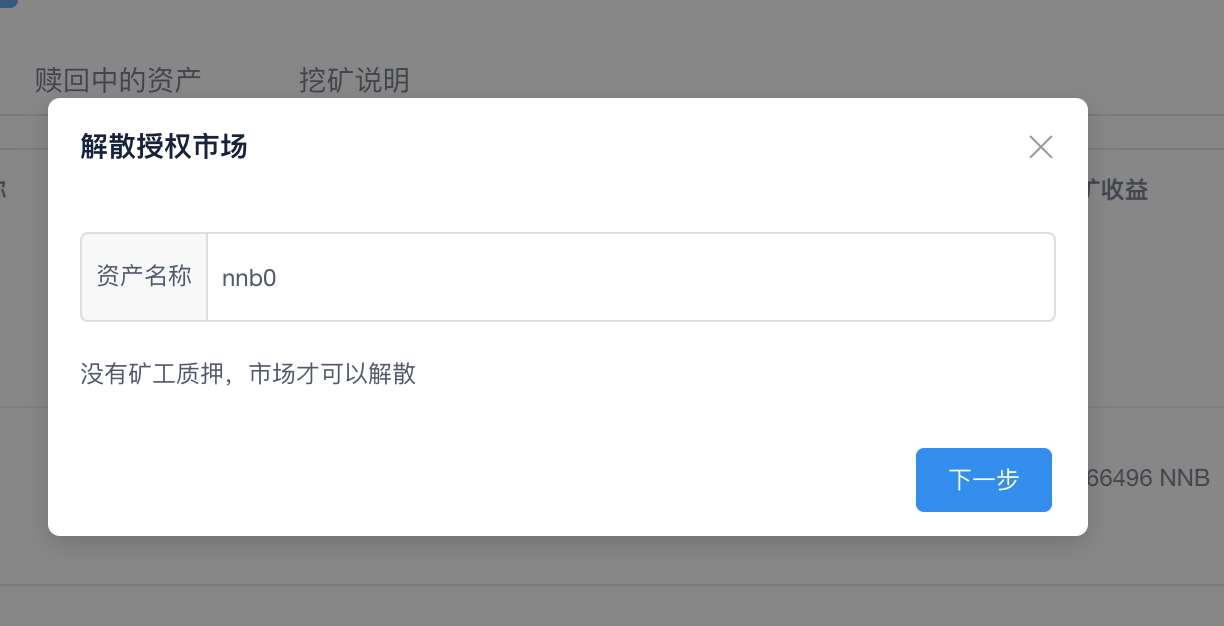 赎回中的资产 挖矿说明
解散授权市场
矿收益
资产名称 nnb0
没有矿工质押，市场才可以解散
66496 NNB
下一步